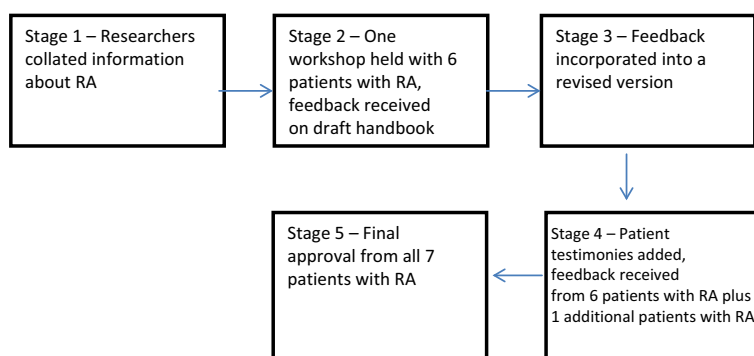 Stage 1 – Researchers
collated information
about RA
Stage 2 – One
workshop held with 6
patients with RA,
feedback received
on draft handbook
Stage 3 – Feedback
incorporated into a
revised version
Stage 4 – Patient
testimonies added,
feedback received
from 6 patients with RA plus
1 additional patients with RA
Stage 5 – Final
approval from all 7
patients with RA